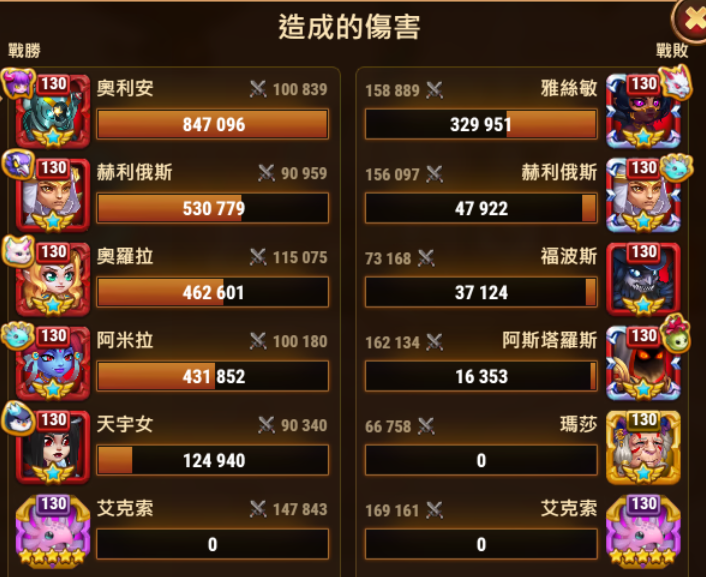 造成的傷害
戰勝
戰敗
130 奧利安 100 839
847 096
158 889 雅絲敏 130
329 951
130 赫利俄斯 90 959
530 779
156 097 赫利俄斯 130
47 922
130 奧羅拉 115 075
462 601
73 168 福波斯 130
37 124
130 阿米拉 100 180
431 852
162 134 阿斯塔羅斯 130
16 353
130 天宇女 90 340
124 940
66 758 瑪莎 130
0
130 艾克索 147 843
0
169 161 艾克索 130
0